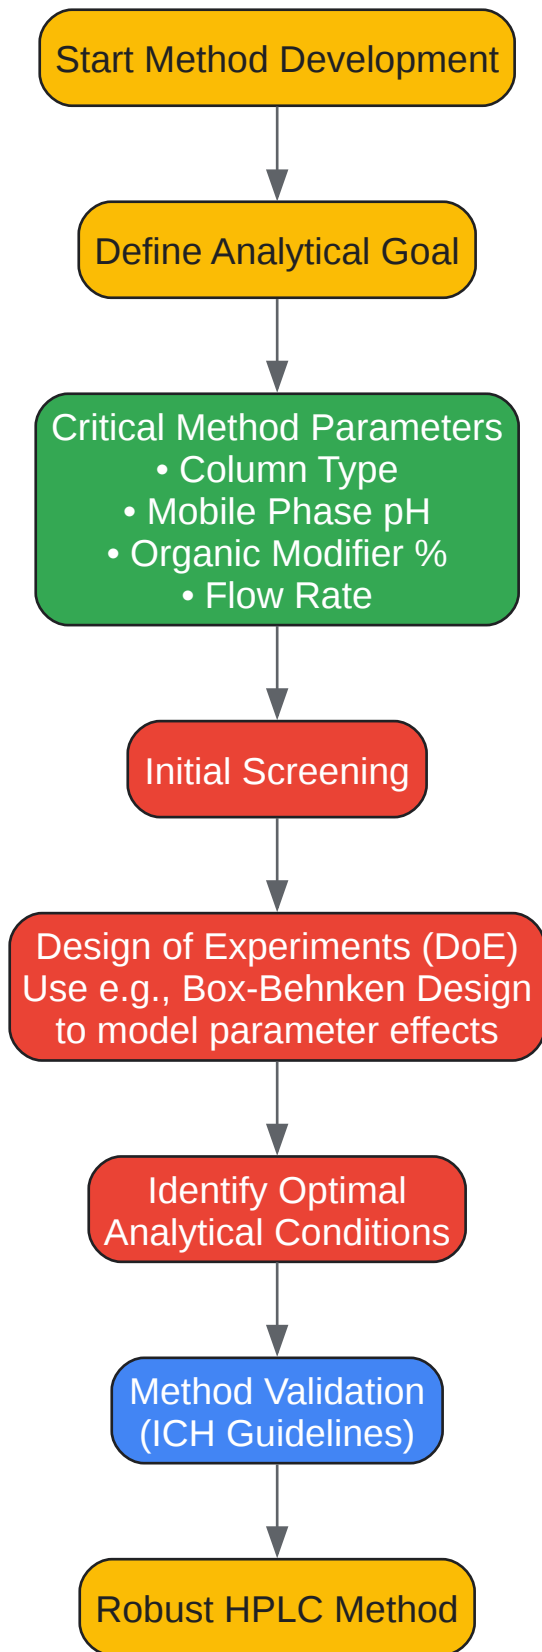 Start Method Development
Define Analytical Goal
Critical Method Parameters
• Column Type
• Mobile Phase pH
• Organic Modifier %
• Flow Rate
Initial Screening
Design of Experiments (DoE)
Use e.g., Box-Behnken Design
to model parameter effects
Identify Optimal
Analytical Conditions
Method Validation
(ICH Guidelines)
Robust HPLC Method